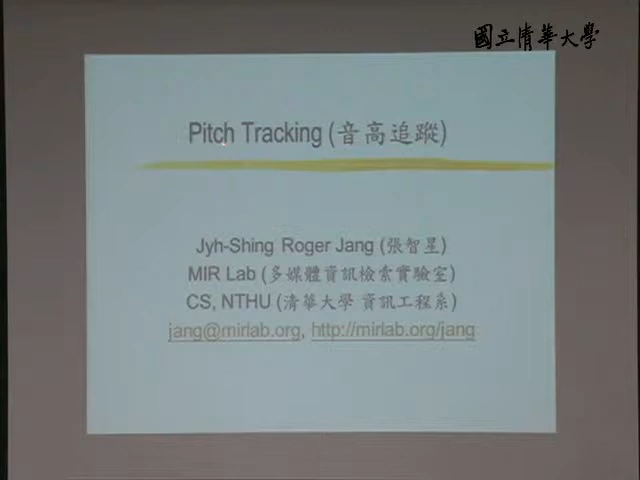 國立清華大學
Pitch Tracking (音高追蹤)
Jyh-Shing Roger Jang (張智星)
MIR Lab (多媒體資訊檢索實驗室)
CS, NTHU (清華大學 資訊工程系)
jang@mirlab.org, http://mirlab.org/jang